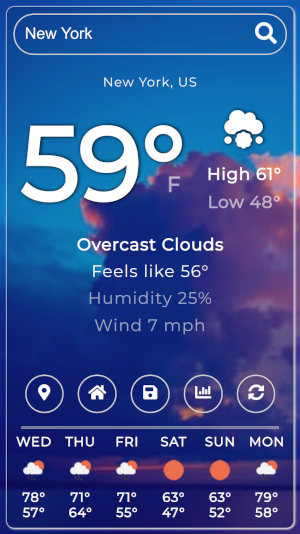 New York
New York, US
59°
F
High 61°
Low 48°
Overcast Clouds
Feels like 56°
Humidity 25%
Wind 7 mph
WED THU FRI SAT SUN MON
78° 71° 71° 63° 63° 79°
57° 64° 55° 47° 52° 58°